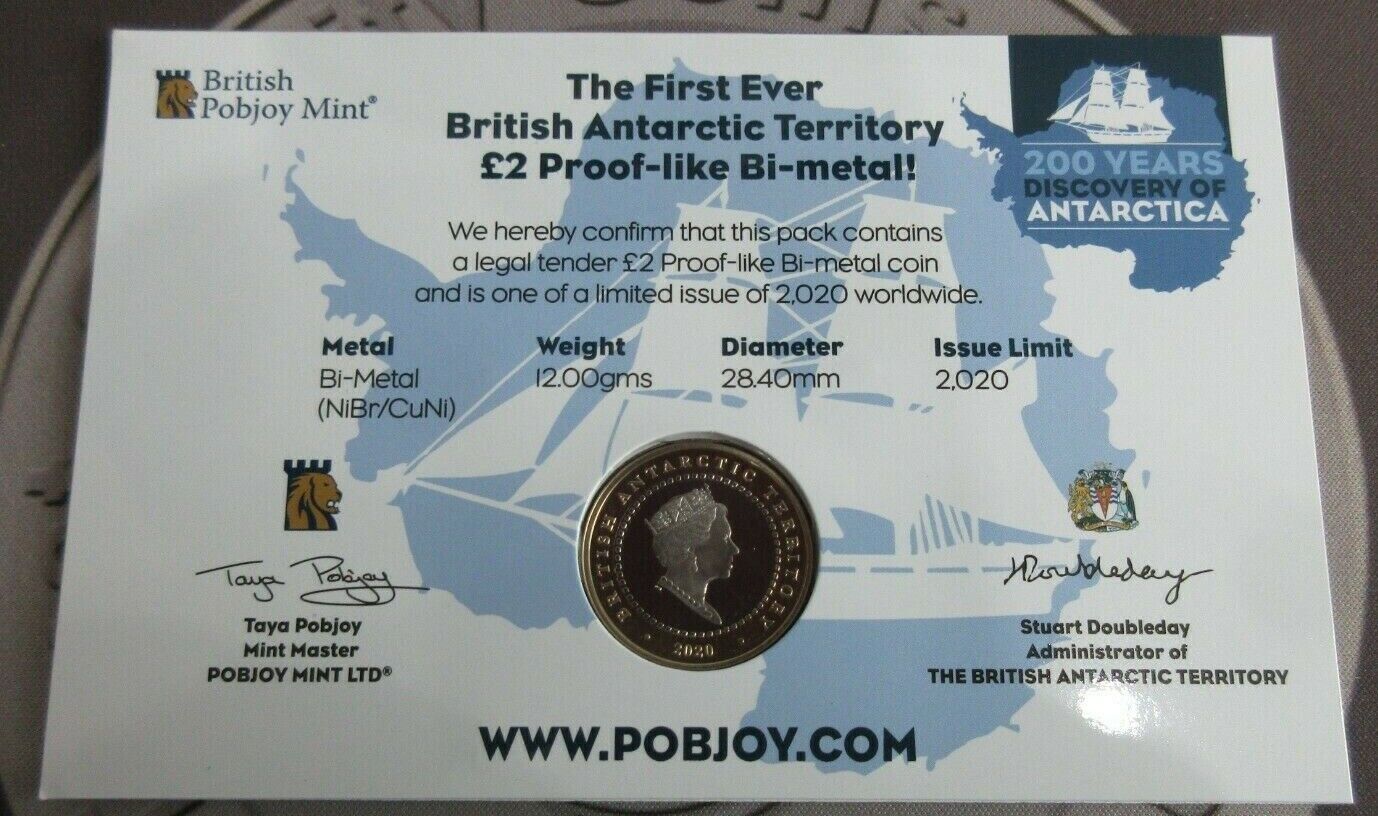 British
Pobjoy Mint®
The First Ever
British Antarctic Territory
£2 Proof-like Bi-metal!
200 YEARS
DISCOVERY OF
ANTARCTICA
We hereby confirm that this pack contains
a legal tender £2 Proof-like Bi-metal coin
and is one of a limited issue of 2,020 worldwide.
Metal Weight Diameter Issue Limit
Bi-Metal 12.00gms 28.40mm 2,020
(NiBr/CuNi)
BRITISH ANTARCTIC TERRITORY
2020
Taya Pobjoy
Taya Pobjoy
Mint Master
POBJOY MINT LTD®
Doubleday
Stuart Doubleday
Administrator of
THE BRITISH ANTARCTIC TERRITORY
WWW.POBJOY.COM